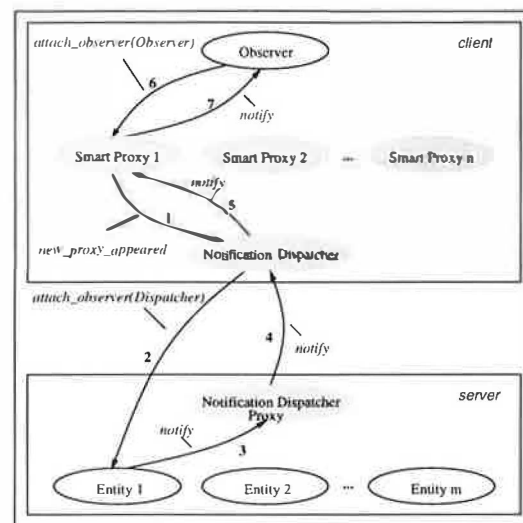 attach_observer(Observer)
client
Observer
6
7
notify
Smart Proxy 1
Smart Proxy 2
...
Smart Proxy n
notify
5
1
new_proxy_appeared
Notification Dispatcher
attach_observer(Dispatcher)
4
notify
2
Notification Dispatcher
Proxy
server
notify
3
Entity 1
Entity 2
...
Entity m